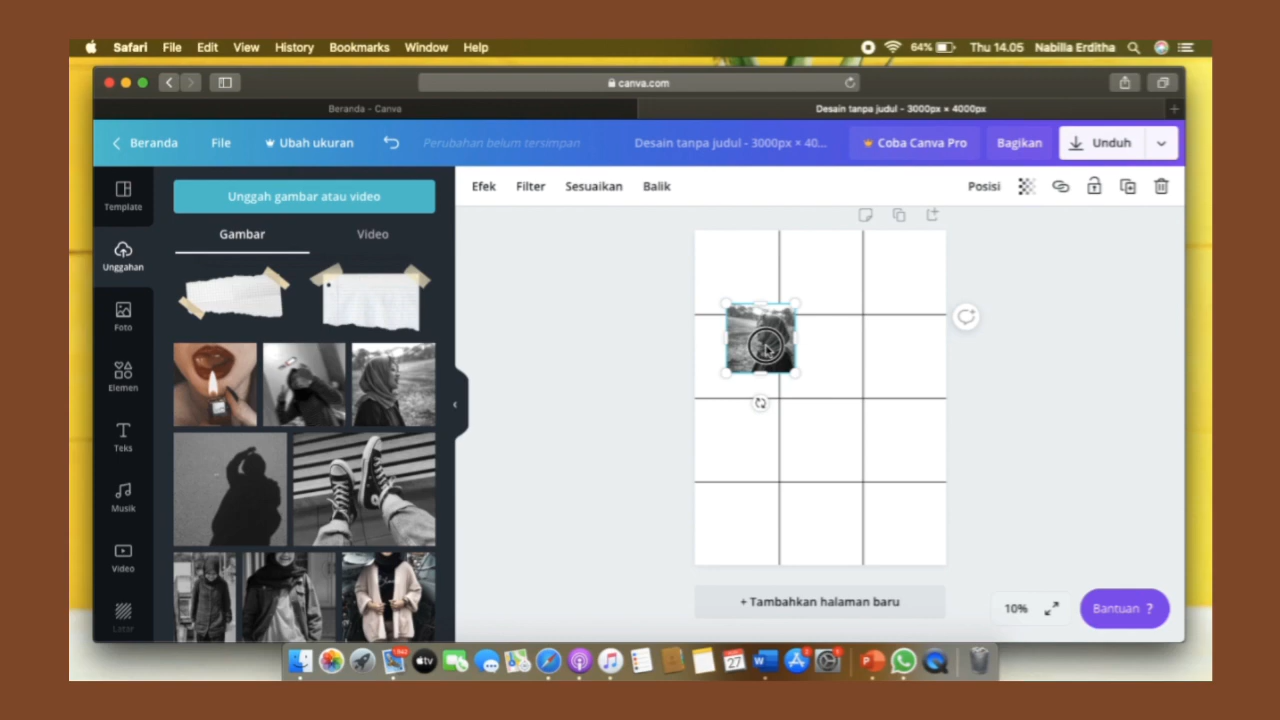 Safari File Edit View History Bookmarks Window Help 64% Thu 14.05 Nabilla Erditha
canva.com
Beranda - Canva Desain tanpa judul - 3000px × 4000px
Beranda File Ubah ukuran Perubahan belum tersimpan Desain tanpa judul - 3000px × 40... Coba Canva Pro Bagikan Unduh
Efek Filter Sesuaikan Balik Posisi
Template
Unggahan
Foto
Elemen
Teks
Musik
Video
Latar
Unggah gambar atau video
Gambar Video
+ Tambahkan halaman baru
10%
Bantuan ?
27